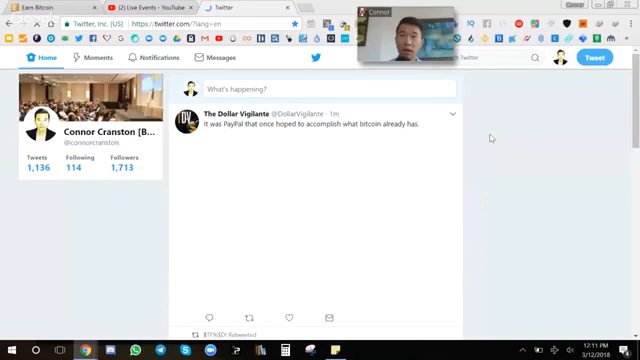 Earn Bitcoin
(2) Live Events - YouTube
Twitter
Connor
Twitter, Inc. [US]
https://twitter.com/?lang=en
Connor
Home
Moments
Notifications
Messages
Twitter
Tweet
What's happening?
Connor Cranston [B...
@connorcranston
Tweets
Following
Followers
1,136
114
1,713
The Dollar Vigilante @DollarVigilante · 1m
It was PayPal that once hoped to accomplish what bitcoin already has.
Retweeted
12:11 PM
3/12/2018